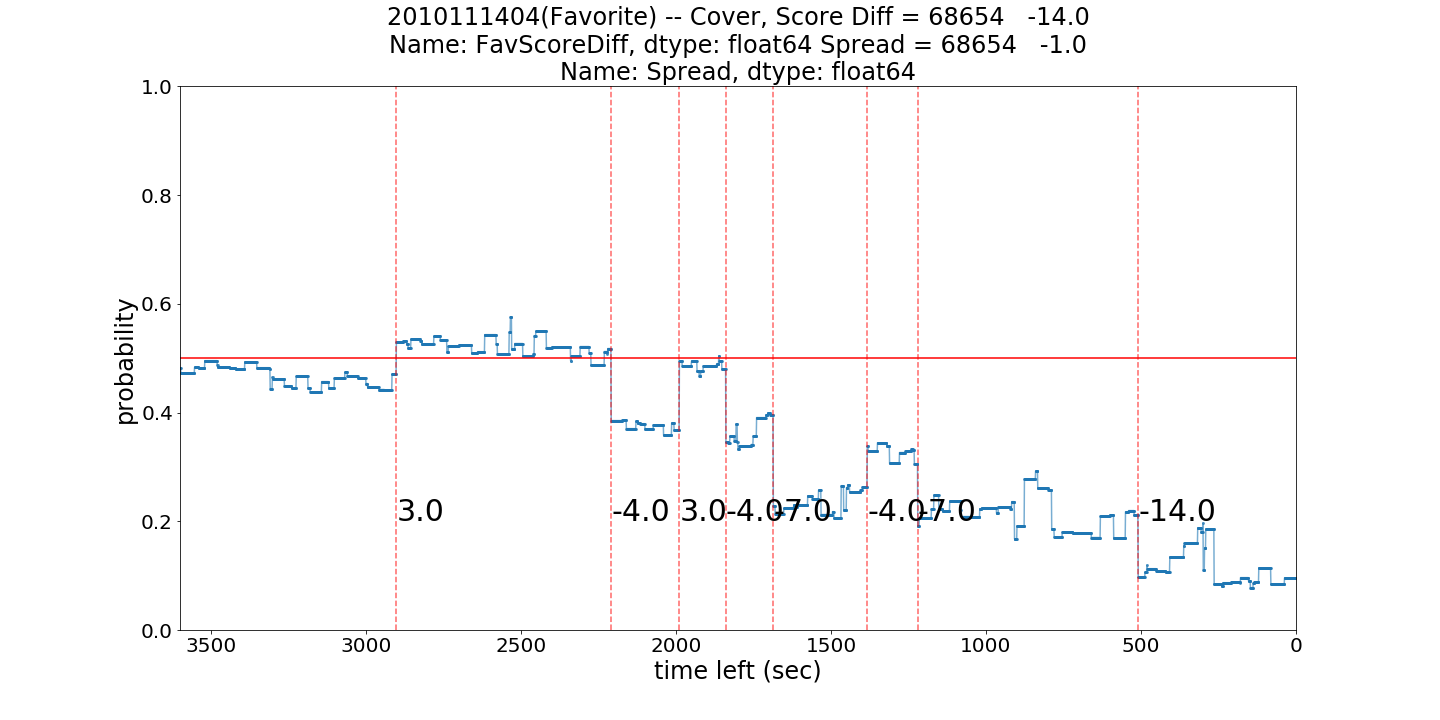 2010111404(Favorite) -- Cover, Score Diff = 68654   -14.0
Name: FavScoreDiff, dtype: float64 Spread = 68654   -1.0
Name: Spread, dtype: float64
1.0
0.8
0.6
0.4
0.2
0.0
probability
3.0
-4.0
3.0
-4.0
-7.0
-4.0
-7.0
-14.0
3500 3000 2500 2000 1500 1000 500 0
time left (sec)